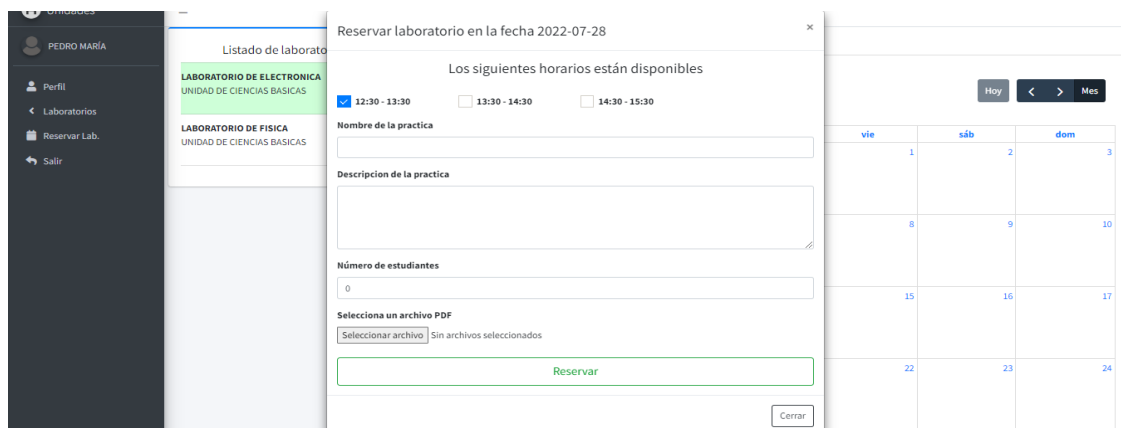 Unidades
PEDRO MARÍA
Perfil
Laboratorios
Reservar Lab.
Salir
Listado de laborato
LABORATORIO DE ELECTRONICA
UNIDAD DE CIENCIAS BASICAS
LABORATORIO DE FISICA
UNIDAD DE CIENCIAS BASICAS
Reservar laboratorio en la fecha 2022-07-28 ×
Los siguientes horarios están disponibles
12:30 - 13:30 13:30 - 14:30 14:30 - 15:30
Nombre de la practica
Descripcion de la practica
Número de estudiantes
0
Selecciona un archivo PDF
Seleccionar archivo Sin archivos seleccionados
Reservar
Cerrar
Hoy < > Mes
vie sáb dom
1 2 3
8 9 10
15 16 17
22 23 24